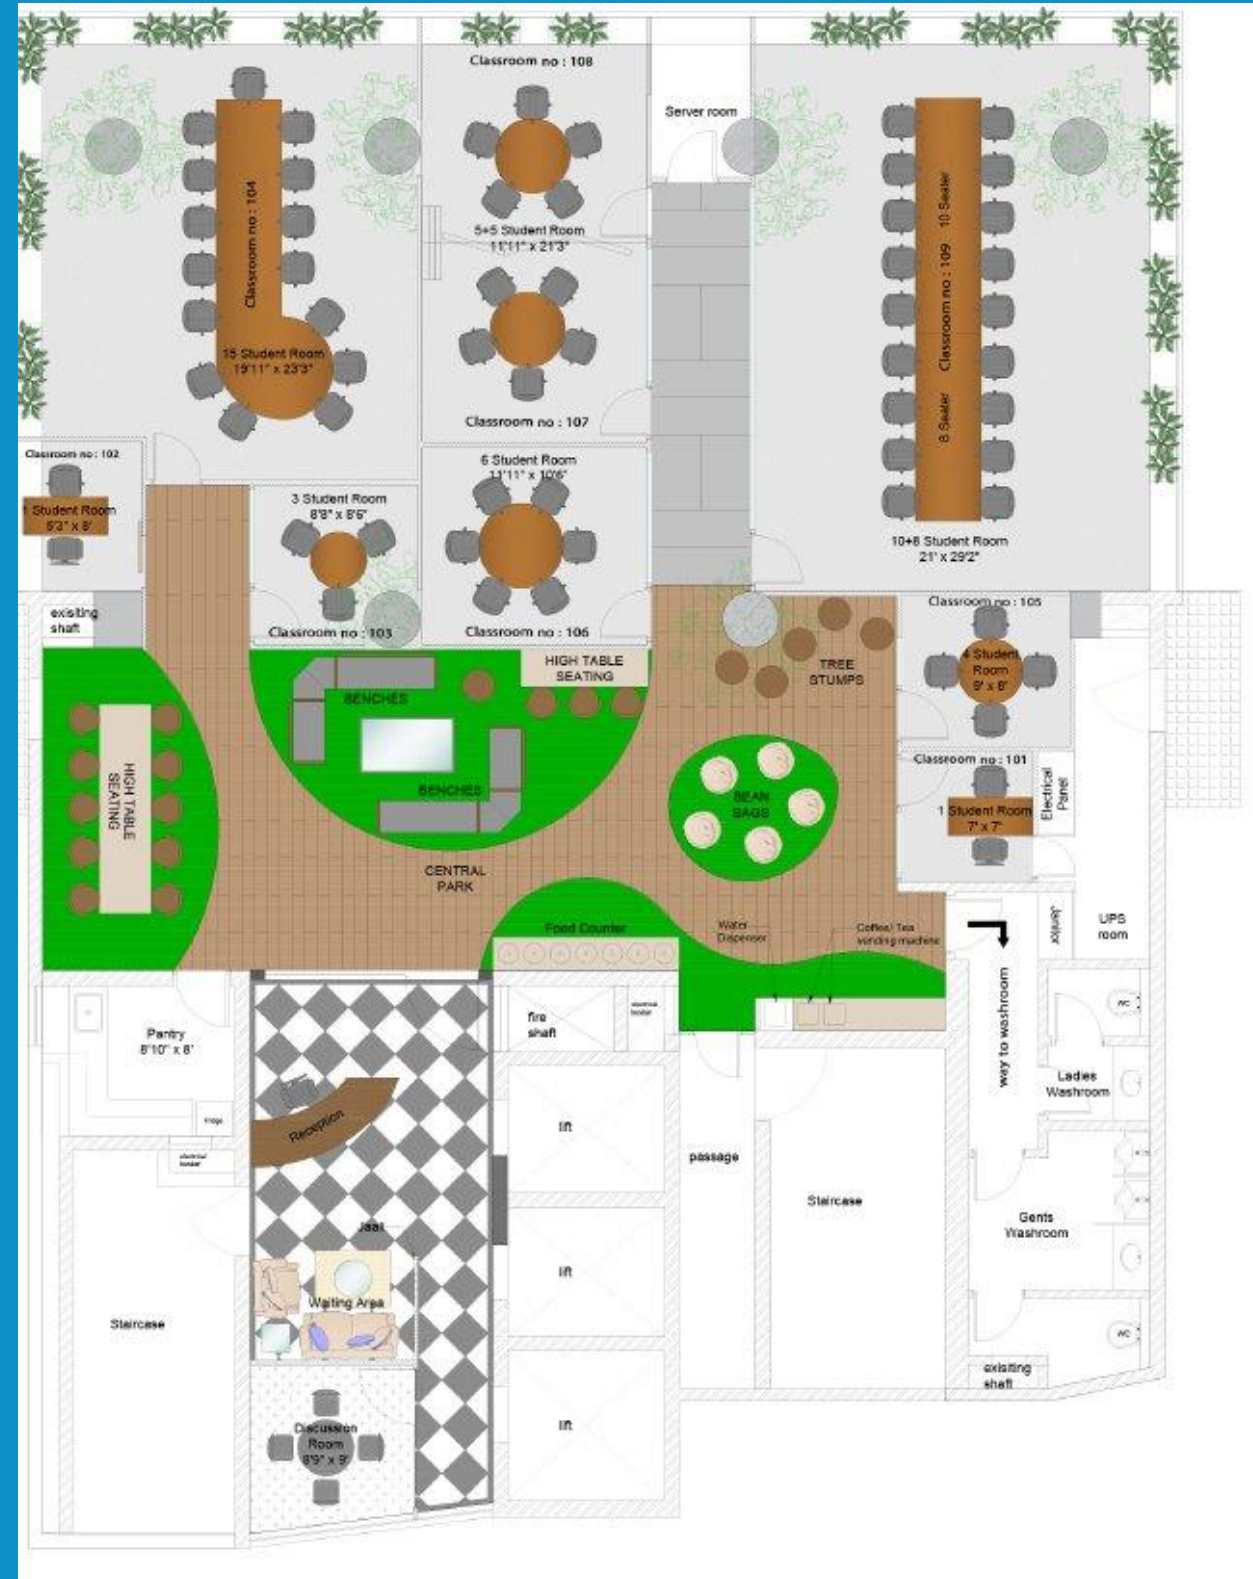 Classroom no : 108
Server room
Classroom no : 104
5+5 Student Room
11'11" x 21'3"
10 Seater
Classroom no : 109
8 Seater
15 Student Room
19'11" x 23'3"
Classroom no : 107
Classroom no : 102
1 Student Room
5'3" x 8'
3 Student Room
8'8" x 8'6"
6 Student Room
11'11" x 10'6"
10+8 Student Room
21' x 29'2"
exisiting
shaft
Classroom no : 103
Classroom no : 106
Classroom no : 105
4 Student
Room
9' x 8'
HIGH TABLE
SEATING
TREE
STUMPS
BENCHES
HIGH TABLE
SEATING
BENCHES
BEAN
BAGS
Classroom no : 101
1 Student Room
7' x 7'
Electrical
Panel
CENTRAL
PARK
Food Counter
Water
Dispenser
Coffee/ Tea
vending machine
Janitor
UPS
room
way to washroom
Pantry
8'10" x 8'
fire
shaft
WC
Ladies
Washroom
Reception
lift
passage
Staircase
Jaali
Gents
Washroom
lift
Waiting Area
Staircase
WC
exisiting
shaft
lift
Discussion
Room
8'9" x 9'